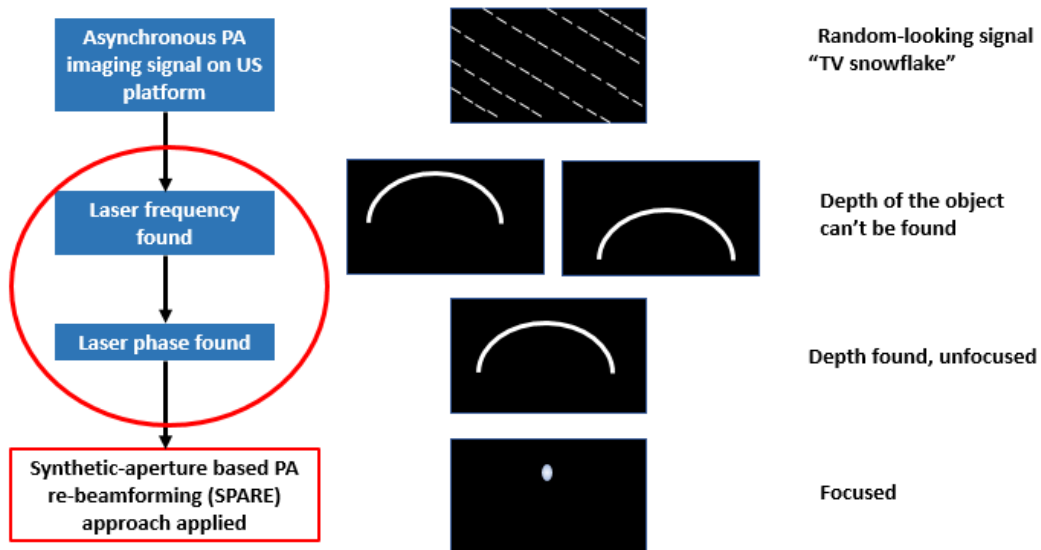 Asynchronous PA
imaging signal on US
platform
Random-looking signal
“TV snowflake”
Laser frequency
found
Depth of the object
can’t be found
Laser phase found
Depth found, unfocused
Synthetic-aperture based PA
re-beamforming (SPARE)
approach applied
Focused